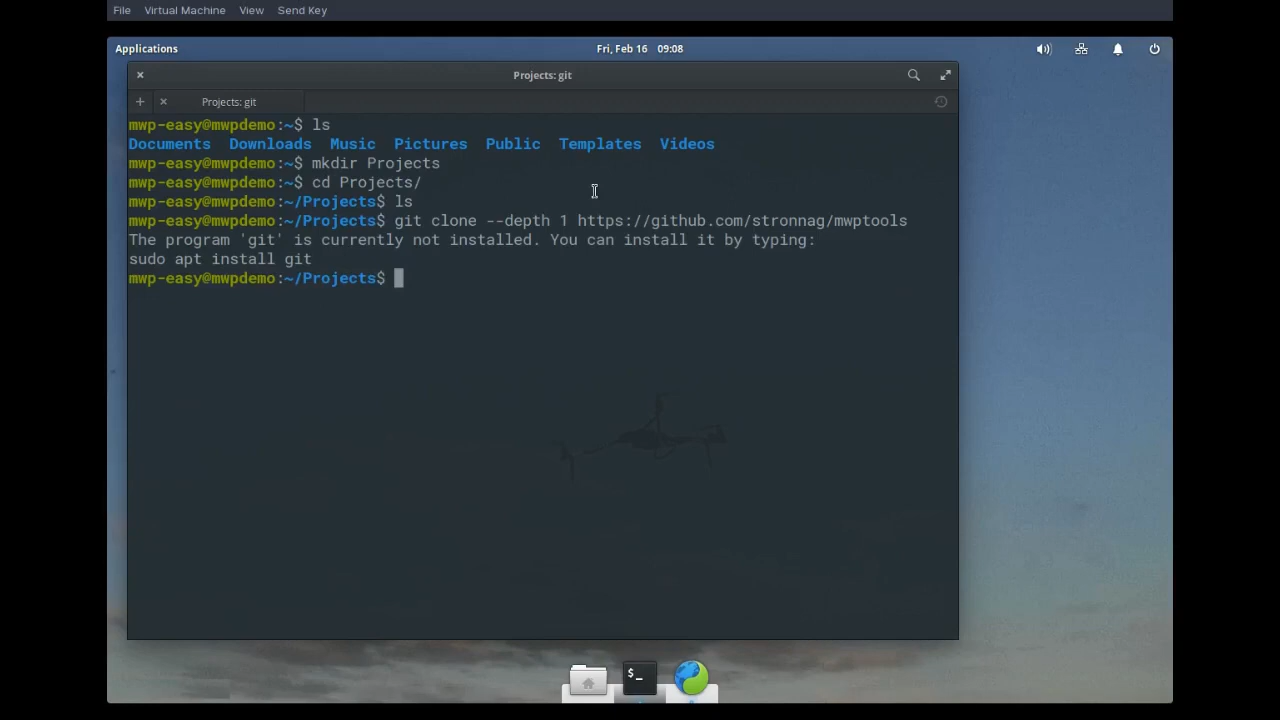 File Virtual Machine View Send Key
Applications Fri, Feb 16 09:08
Projects: git
Projects: git
mwp-easy@mwpdemo:~$ ls
Documents Downloads Music Pictures Public Templates Videos
mwp-easy@mwpdemo:~$ mkdir Projects
mwp-easy@mwpdemo:~$ cd Projects/
mwp-easy@mwpdemo:~/Projects$ ls
mwp-easy@mwpdemo:~/Projects$ git clone --depth 1 https://github.com/stronnag/mwptools
The program 'git' is currently not installed. You can install it by typing:
sudo apt install git
mwp-easy@mwpdemo:~/Projects$
$_